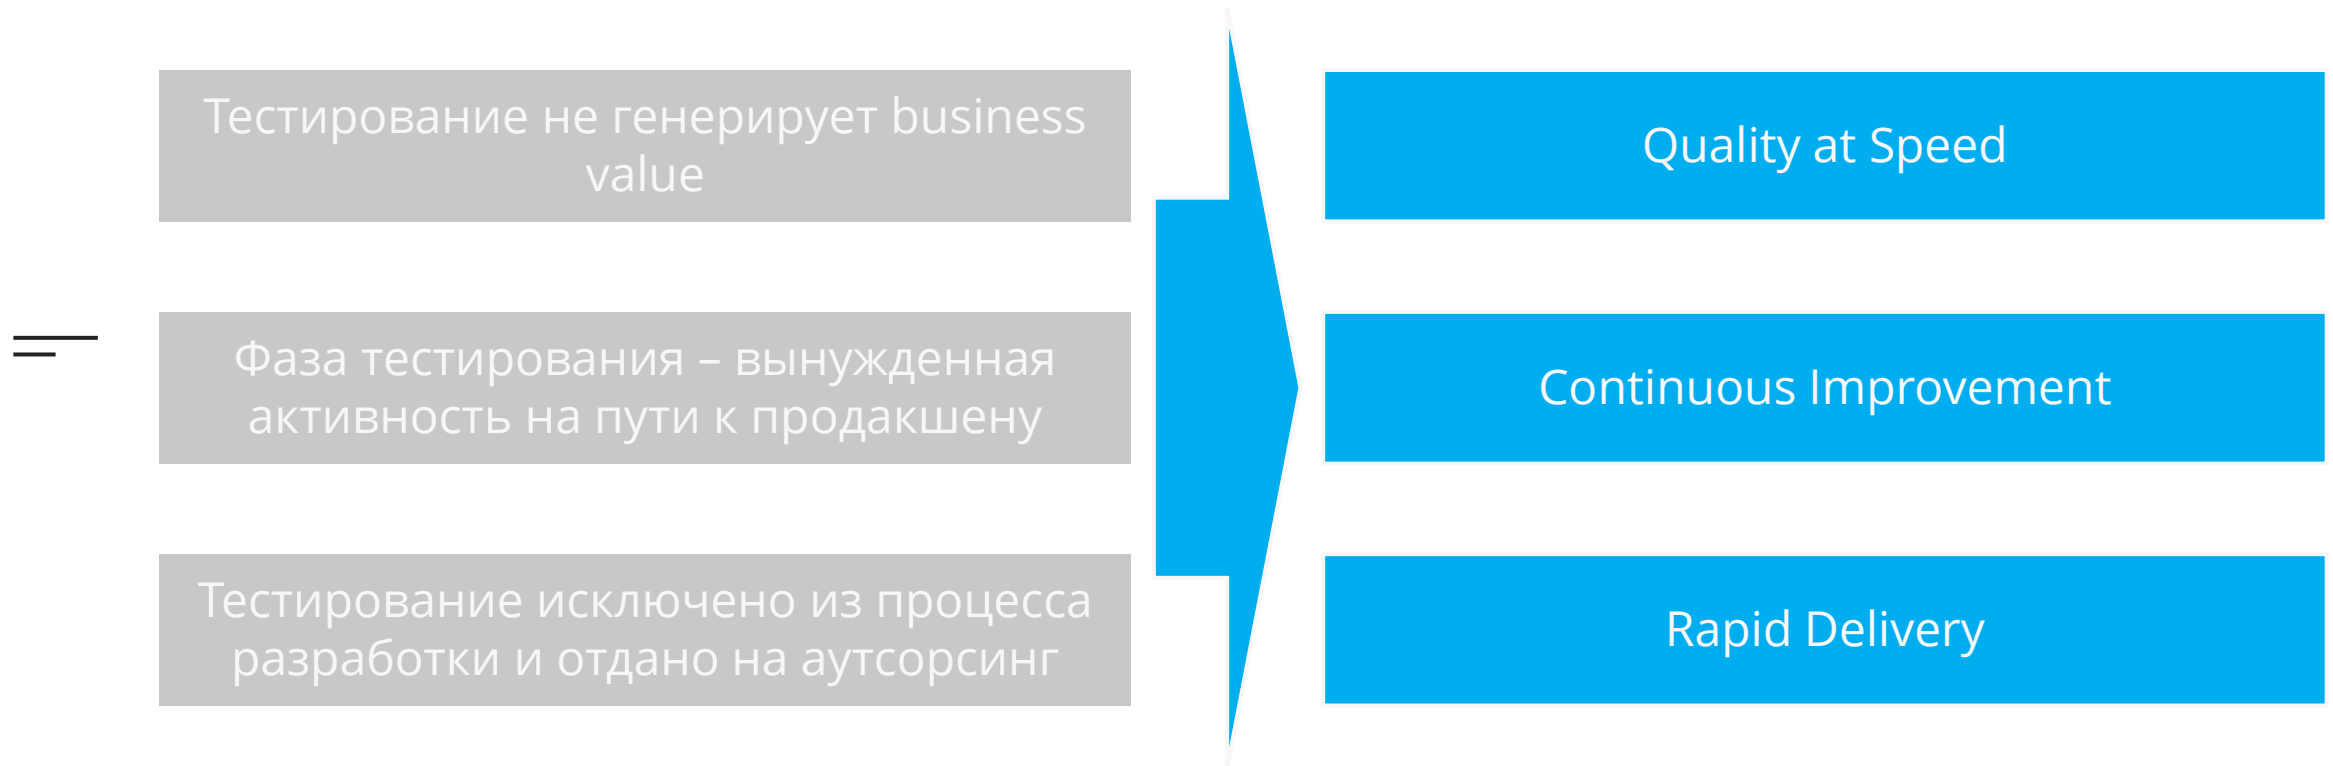 Тестирование не генерирует business
value
Quality at Speed
Фаза тестирования – вынужденная
активность на пути к продакшену
Continuous Improvement
Тестирование исключено из процесса
разработки и отдано на аутсорсинг
Rapid Delivery